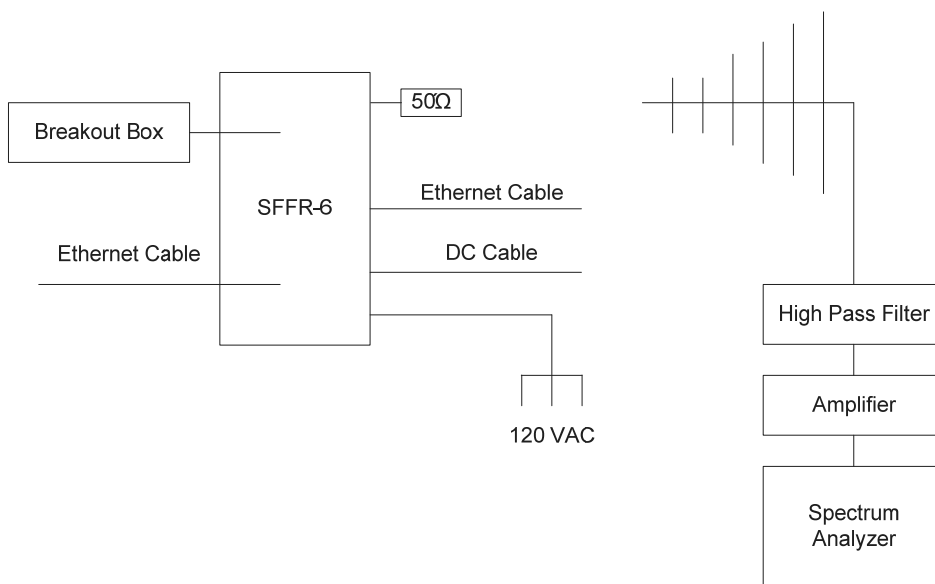 50Ω
Breakout Box
Ethernet Cable
SFFR-6
Ethernet Cable
DC Cable
High Pass Filter
Amplifier
120 VAC
Spectrum
Analyzer